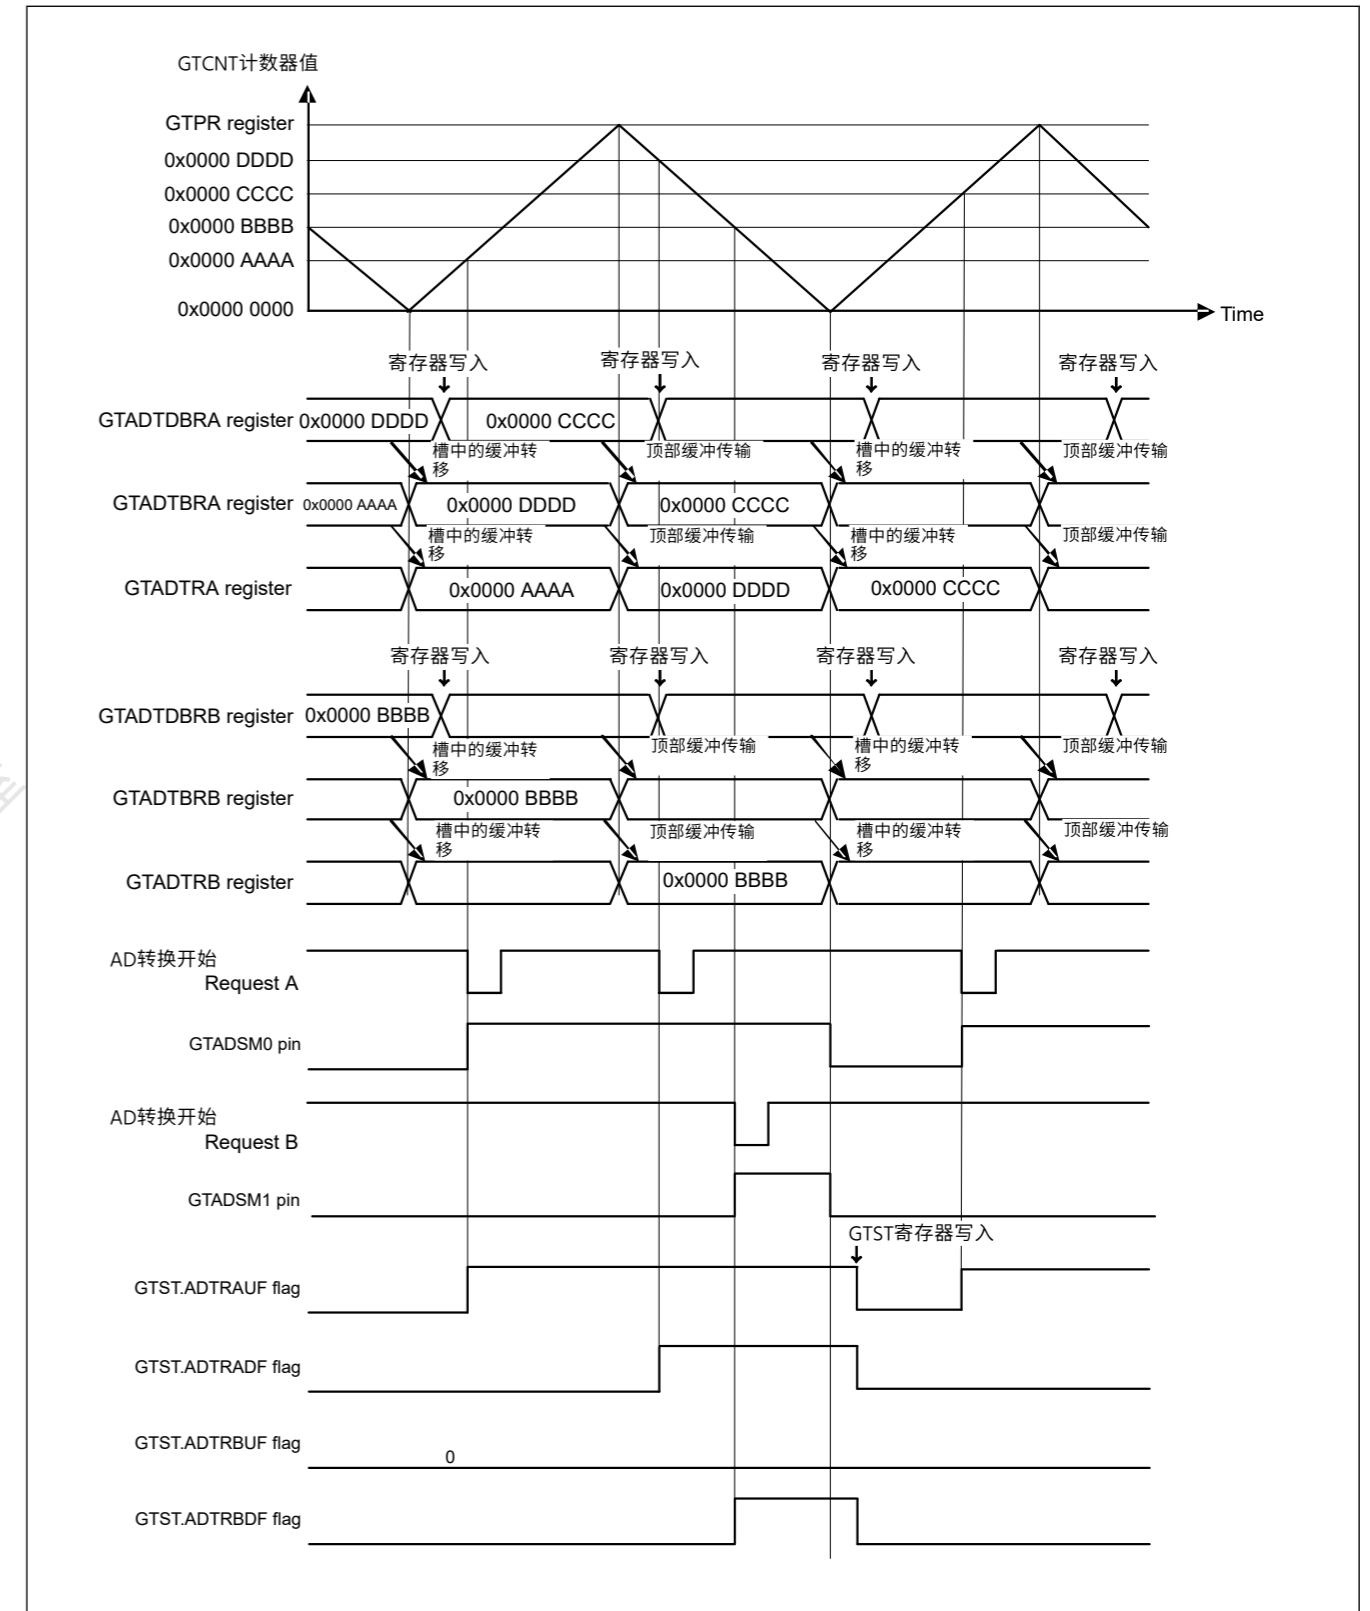 GTCNT计数器值
GTPR register
0x0000 DDDD
0x0000 CCCC
0x0000 BBBB
0x0000 AAAA
0x0000 0000
Time
寄存器写入 寄存器写入 寄存器写入 寄存器写入
GTADTDBRA register 0x0000 DDDD 0x0000 CCCC
槽中的缓冲转
移
顶部缓冲传输
槽中的缓冲转
移
顶部缓冲传输
GTADTBRA register 0x0000 AAAA 0x0000 DDDD 0x0000 CCCC
槽中的缓冲转
移
顶部缓冲传输
槽中的缓冲转
移
顶部缓冲传输
GTADTRA register 0x0000 AAAA 0x0000 DDDD 0x0000 CCCC
寄存器写入 寄存器写入 寄存器写入 寄存器写入
GTADTDBRB register 0x0000 BBBB
槽中的缓冲转
移
顶部缓冲传输
槽中的缓冲转
移
顶部缓冲传输
GTADTBRB register 0x0000 BBBB
槽中的缓冲转
移
顶部缓冲传输
槽中的缓冲转
移
顶部缓冲传输
GTADTRB register 0x0000 BBBB
AD转换开始
Request A
GTADSM0 pin
AD转换开始
Request B
GTADSM1 pin
GTST寄存器写入
GTST.ADTRAUF flag
GTST.ADTRADF flag
GTST.ADTRBUF flag
0
GTST.ADTRBDF flag